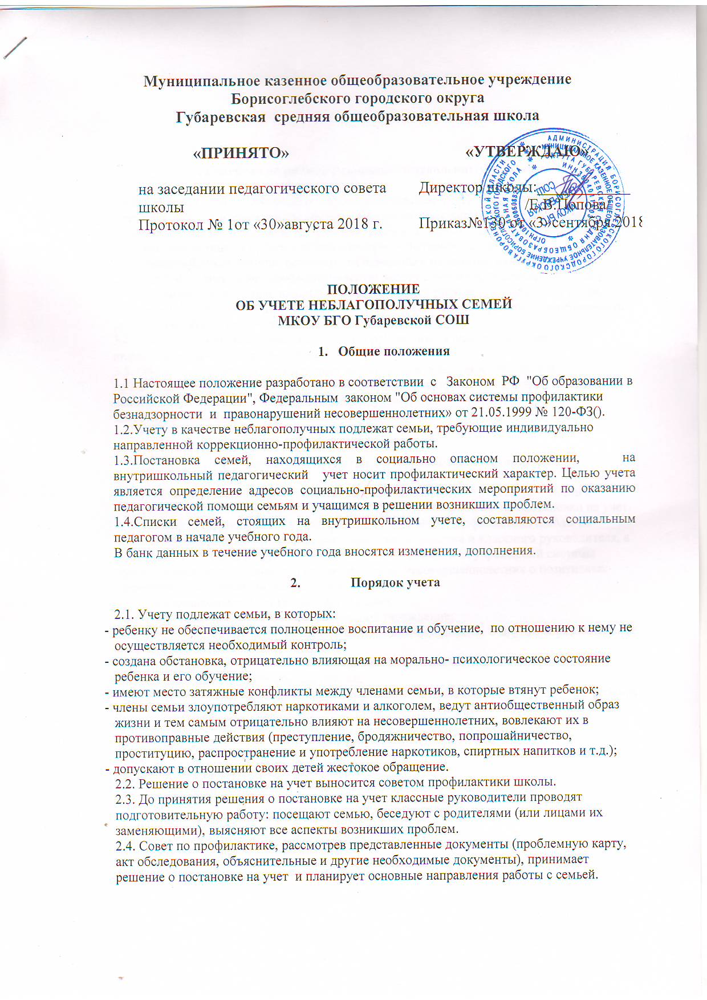 Муниципальное казенное общеобразовательное учреждение
Борисоглебского городского округа
Губаревская средняя общеобразовательная школа
«ПРИНЯТО»
на заседании педагогического совета
школы
Протокол № 1от «30»августа 2018 г.
«УТВЕРЖДАЮ»
Директор школы:____________
/Е.В.Попова/
Приказ№130 от «3»сентября 2018
ПОЛОЖЕНИЕ
ОБ УЧЕТЕ НЕБЛАГОПОЛУЧНЫХ СЕМЕЙ
МКОУ БГО Губаревской СОШ
1. Общие положения
1.1 Настоящее положение разработано в соответствии с Законом РФ "Об образовании в
Российской Федерации", Федеральным законом "Об основах системы профилактики
безнадзорности и правонарушений несовершеннолетних» от 21.05.1999 № 120-ФЗ().
1.2.Учету в качестве неблагополучных подлежат семьи, требующие индивидуально
направленной коррекционно-профилактической работы.
1.3.Постановка семей, находящихся в социально опасном положении, на
внутришкольный педагогический учет носит профилактический характер. Целью учета
является определение адресов социально-профилактических мероприятий по оказанию
педагогической помощи семьям и учащимся в решении возникших проблем.
1.4.Списки семей, стоящих на внутришкольном учете, составляются социальным
педагогом в начале учебного года.
В банк данных в течение учебного года вносятся изменения, дополнения.
2. Порядок учета
2.1. Учету подлежат семьи, в которых:
- ребенку не обеспечивается полноценное воспитание и обучение, по отношению к нему не
осуществляется необходимый контроль;
- создана обстановка, отрицательно влияющая на морально- психологическое состояние
ребенка и его обучение;
- имеют место затяжные конфликты между членами семьи, в которые втянут ребенок;
- члены семьи злоупотребляют наркотиками и алкоголем, ведут антиобщественный образ
жизни и тем самым отрицательно влияют на несовершеннолетних, вовлекают их в
противоправные действия (преступление, бродяжничество, попрошайничество,
проституцию, распространение и употребление наркотиков, спиртных напитков и т.д.);
- допускают в отношении своих детей жестокое обращение.
2.2. Решение о постановке на учет выносится советом профилактики школы.
2.3. До принятия решения о постановке на учет классные руководители проводят
подготовительную работу: посещают семью, беседуют с родителями (или лицами их
заменяющими), выясняют все аспекты возникших проблем.
2.4. Совет по профилактике, рассмотрев представленные документы (проблемную карту,
акт обследования, объяснительные и другие необходимые документы), принимает
решение о постановке на учет и планирует основные направления работы с семьей.